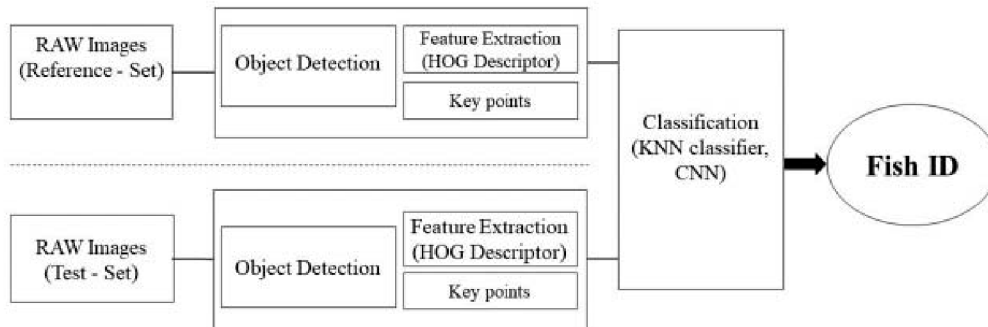 RAW Images
(Reference - Set)
Object Detection
Feature Extraction
(HOG Descriptor)
Key points
RAW Images
(Test - Set)
Object Detection
Feature Extraction
(HOG Descriptor)
Key points
Classification
(KNN classifier,
CNN)
Fish ID